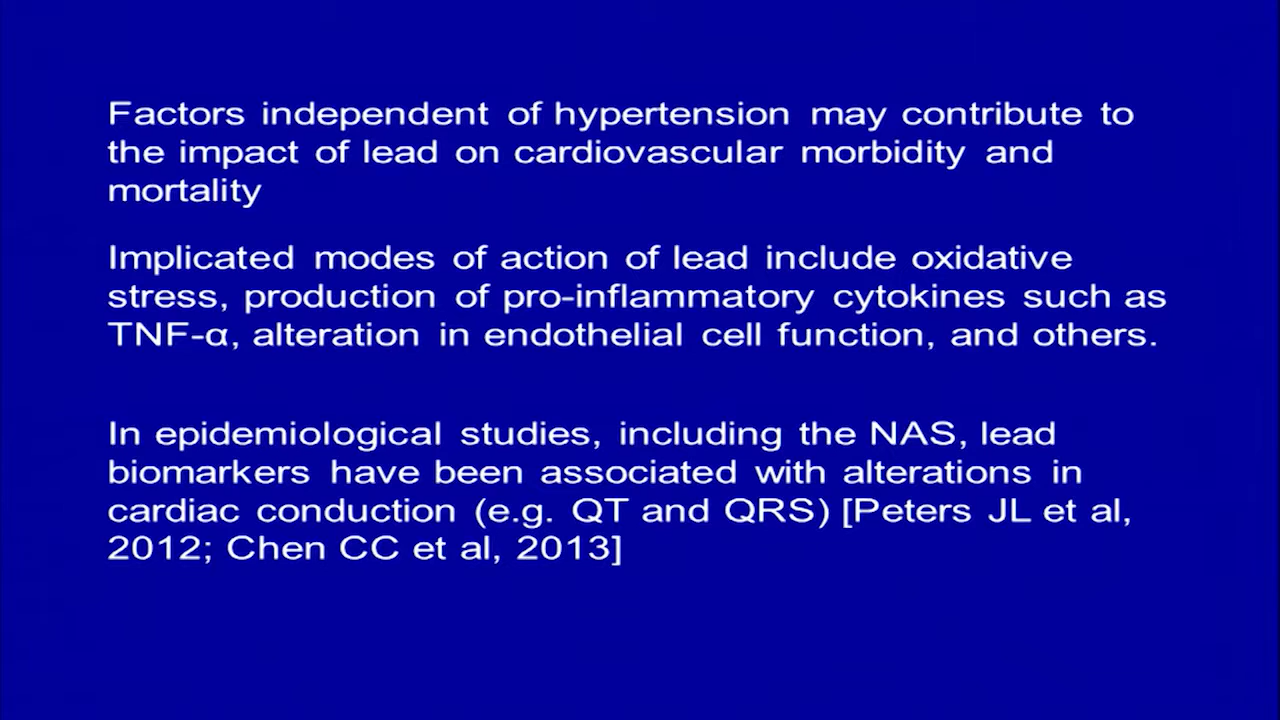 Factors independent of hypertension may contribute to
the impact of lead on cardiovascular morbidity and
mortality
Implicated modes of action of lead include oxidative
stress, production of pro-inflammatory cytokines such as
TNF-α, alteration in endothelial cell function, and others.
In epidemiological studies, including the NAS, lead
biomarkers have been associated with alterations in
cardiac conduction (e.g. QT and QRS) [Peters JL et al,
2012; Chen CC et al, 2013]